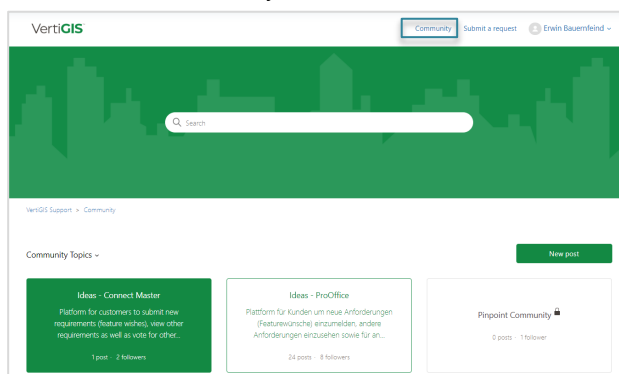 VertiGIS
Community Submit a request Erwin Bauernfeind
Search
VertiGIS Support > Community
Community Topics
New post
Ideas - Connect Master
Platform for customers to submit new
requirements (feature wishes), view other
requirements as well as vote for other...
1 post · 2 followers
Ideas - ProOffice
Plattform für Kunden um neue Anforderungen
(Featurewünsche) einzumelden, andere
Anforderungen einzusehen sowie für an...
24 posts · 8 followers
Pinpoint Community
0 posts · 1 follower